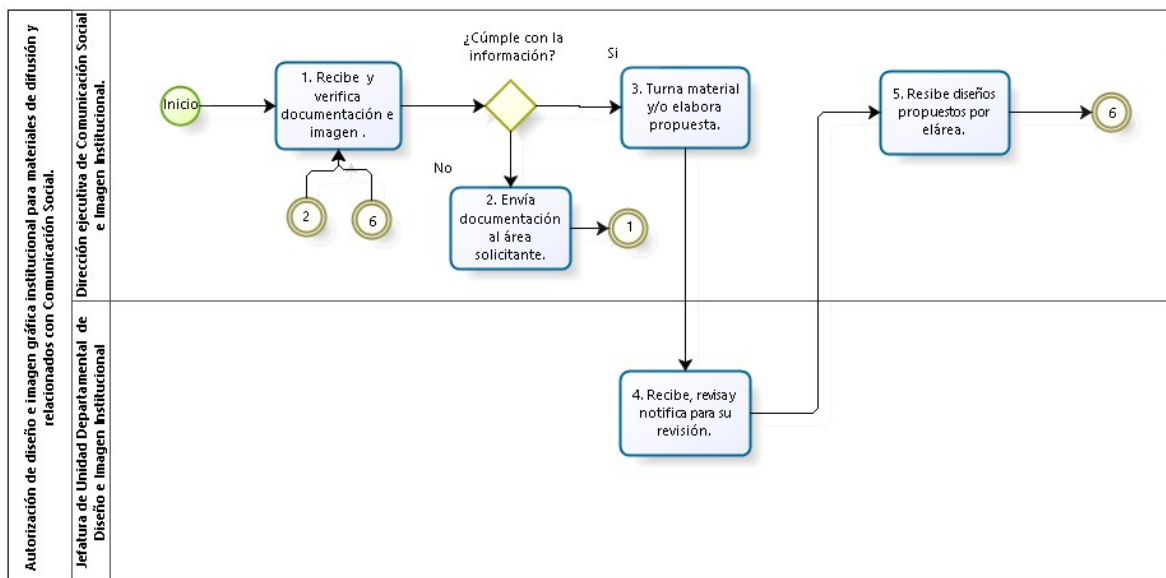 Autorización de diseño e imagen gráfica institucional para materiales de difusión y
relacionados con Comunicación Social.
Dirección ejecutiva de Comunicación Social
e Imagen Institucional.
Inicio
1. Recibe y
verifica
documentación e
imagen .
2
6
¿Cúmple con la
información?
Si
No
2. Envía
documentación
al área
solicitante.
1
3. Turna material
y/o elabora
propuesta.
5. Resibe diseños
propuestos por
elárea.
6
Jefatura de Unidad Departamental de
Diseño e Imagen Institucional
4. Recibe, revisa y
notifica para su
revisión.